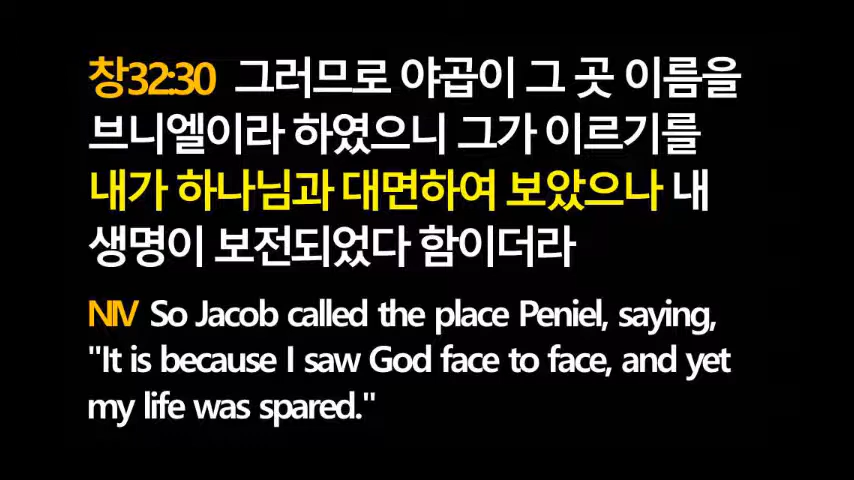 창32:30 그러므로 야곱이 그 곳 이름을
브니엘이라 하였으니 그가 이르기를
내가 하나님과 대면하여 보았으나 내
생명이 보전되었다 함이더라
NIV So Jacob called the place Peniel, saying,
"It is because I saw God face to face, and yet
my life was spared."